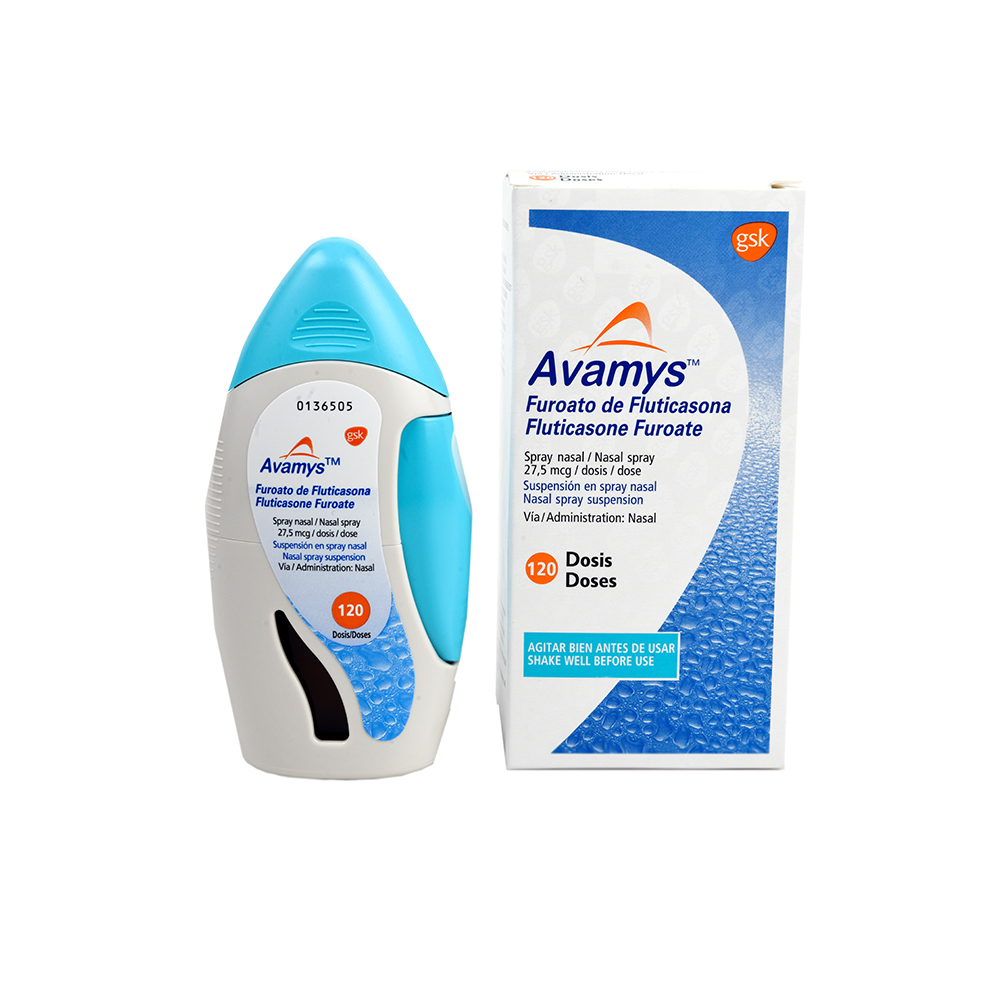 0136505
gsk
Avamys™
Furoato de Fluticasona
Fluticasone Furoate
Spray nasal / Nasal spray
27,5 mcg / dosis / dose
Suspensión en spray nasal
Nasal spray suspension
Vía / Administration: Nasal
120
Dosis/Doses
120 Dosis
Doses
gsk
Avamys™
Furoato de Fluticasona
Fluticasone Furoate
Spray nasal / Nasal spray
27,5 mcg / dosis / dose
Suspensión en spray nasal
Nasal spray suspension
Vía/Administration: Nasal
120 Dosis
Doses
AGITAR BIEN ANTES DE USAR
SHAKE WELL BEFORE USE